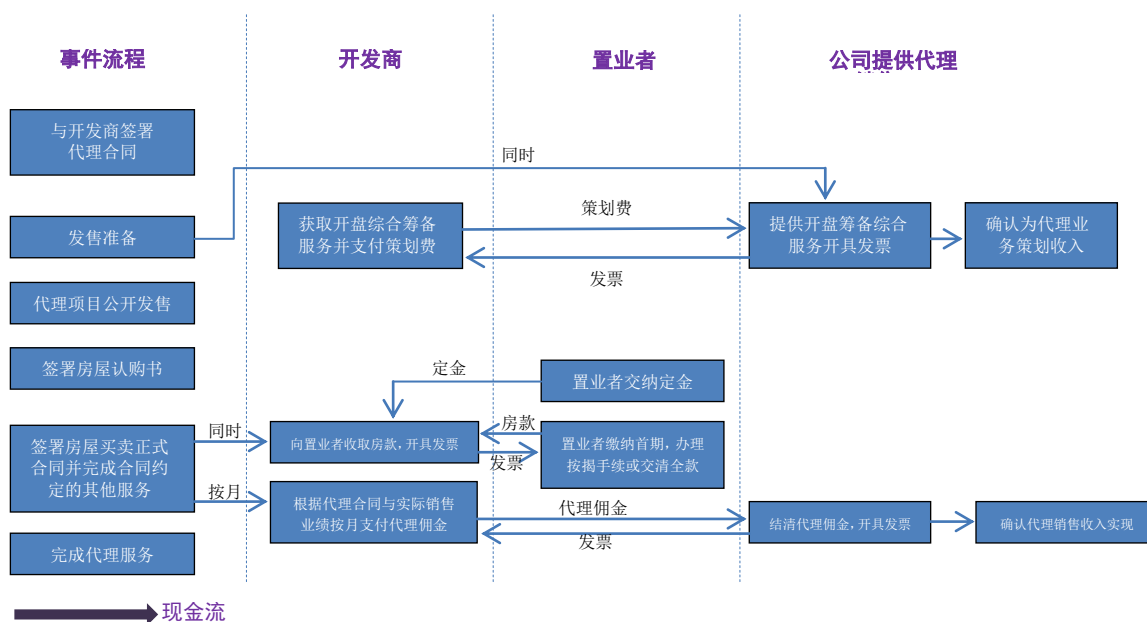 事件流程
开发商
置业者
公司提供代理
与开发商签署
代理合同
同时
发售准备
获取开盘综合筹备
服务并支付策划费
策划费
发票
提供开盘筹备综合
服务开具发票
确认为代理业
务策划收入
代理项目公开发售
签署房屋认购书
定金
置业者交纳定金
签署房屋买卖正式
合同并完成合同约
定的其他服务
同时
按月
向置业者收取房款，开具发票
房款
发票
置业者缴纳首期，办理
按揭手续或交清全款
根据代理合同与实际销售
业绩按月支付代理佣金
代理佣金
发票
结清代理佣金，开具发票
确认代理销售收入实现
完成代理服务
现金流